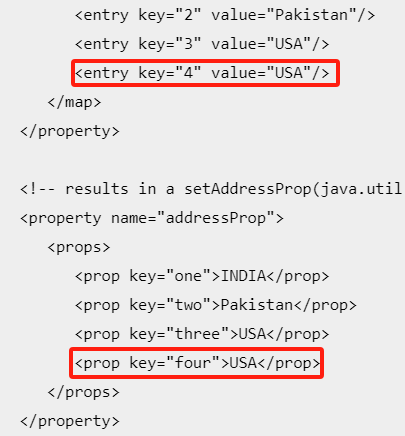 <entry key="2" value="Pakistan"/>
<entry key="3" value="USA"/>
<entry key="4" value="USA"/>
</map>
</property>
<!-- results in a setAddressProp(java.util
<property name="addressProp">
<props>
<prop key="one">INDIA</prop>
<prop key="two">Pakistan</prop>
<prop key="three">USA</prop>
<prop key="four">USA</prop>
</props>
</property>